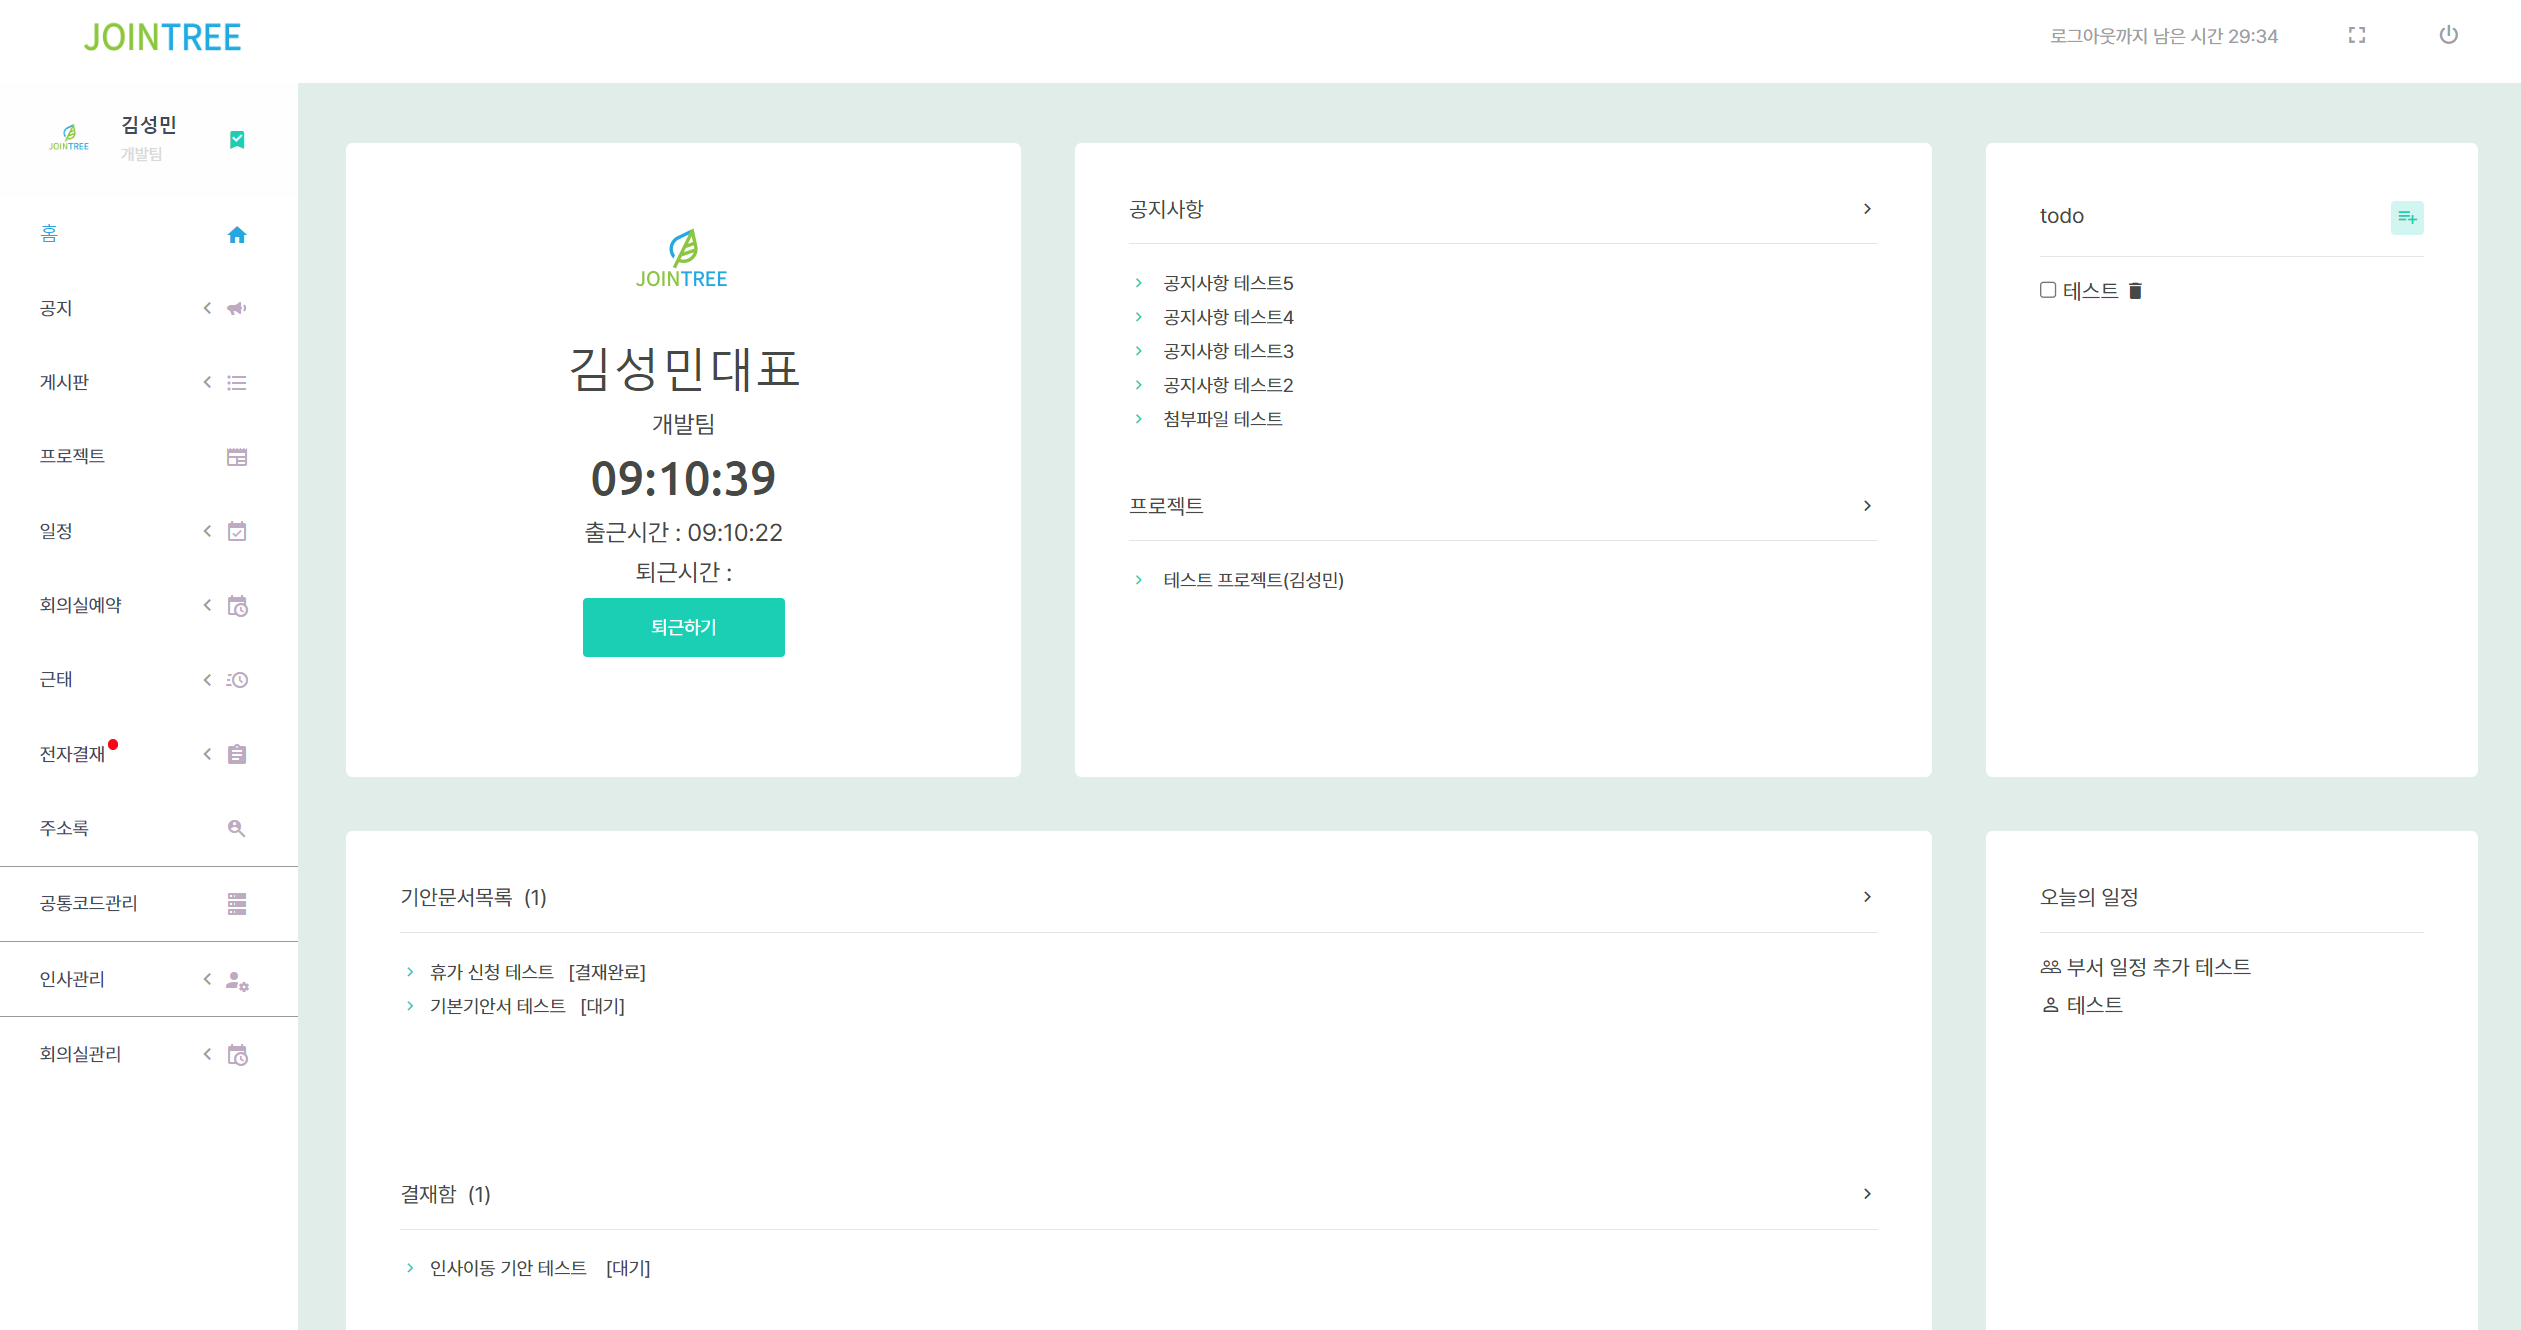 JOINTREE
로그아웃까지 남은 시간 29:34
JOINTREE
김성민
개발팀
홈
공지
게시판
프로젝트
일정
회의실예약
근태
전자결재
주소록
공통코드관리
인사관리
회의실관리
JOINTREE
김성민대표
개발팀
09:10:39
출근시간 : 09:10:22
퇴근시간 :
퇴근하기
공지사항
공지사항 테스트5
공지사항 테스트4
공지사항 테스트3
공지사항 테스트2
첨부파일 테스트
프로젝트
테스트 프로젝트(김성민)
todo
테스트
기안문서목록 (1)
휴가 신청 테스트 [결재완료]
기본기안서 테스트 [대기]
결재함 (1)
인사이동 기안 테스트 [대기]
오늘의 일정
부서 일정 추가 테스트
테스트